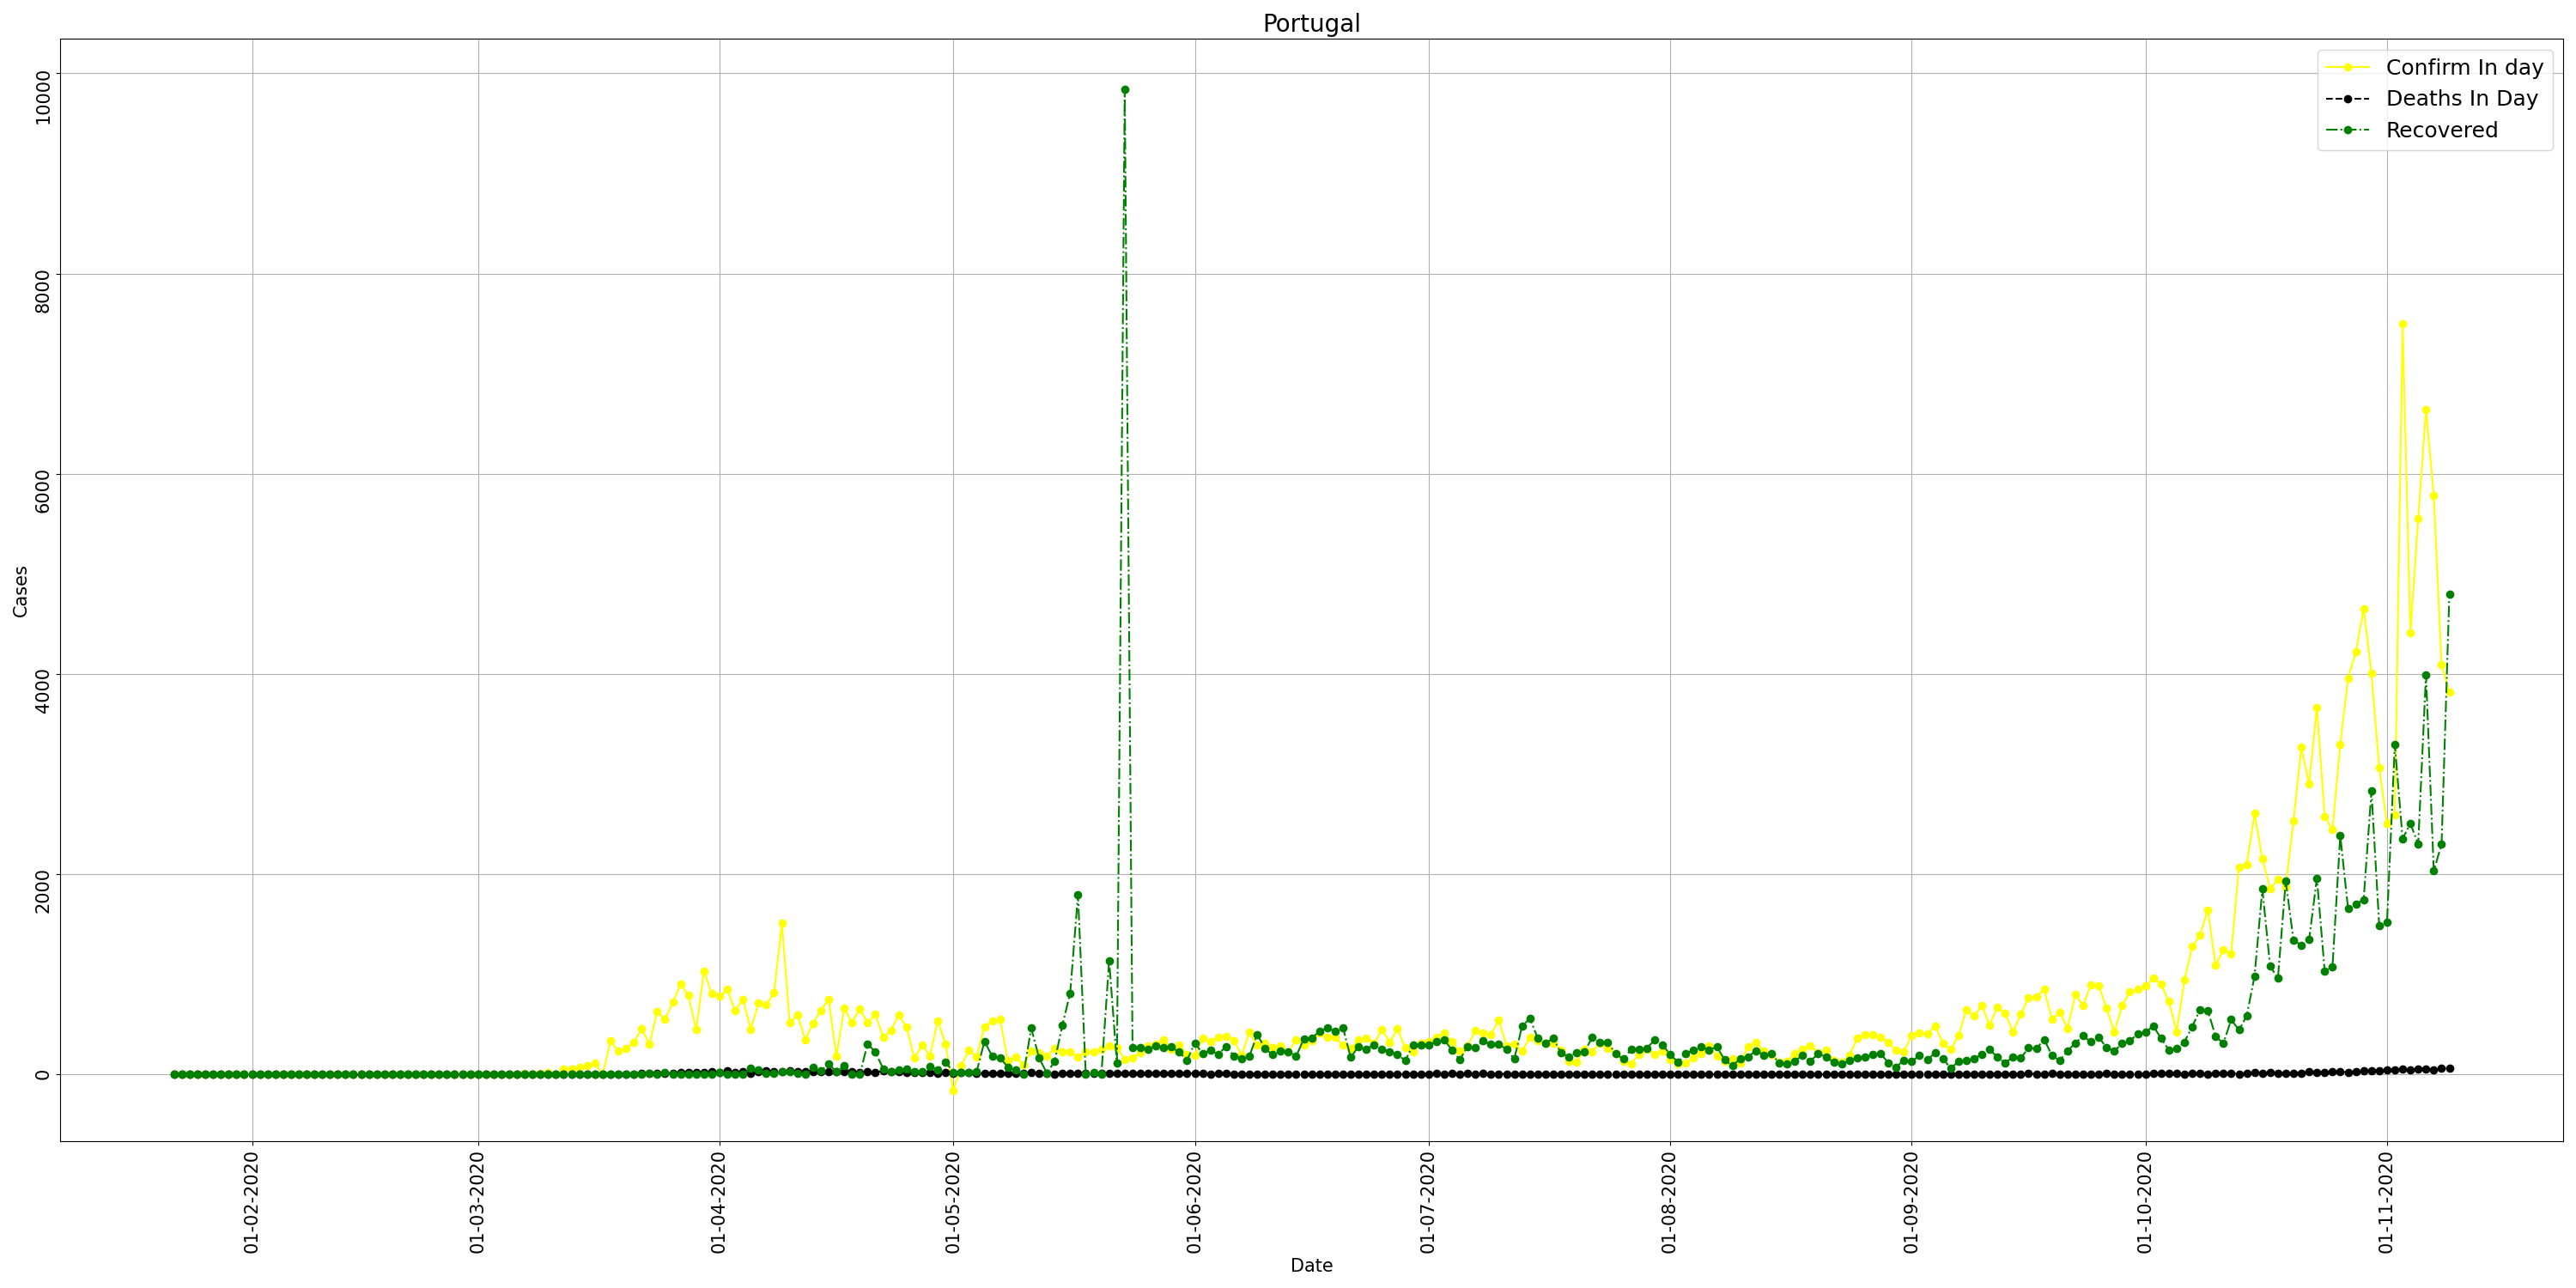 Portugal
Confirm In day
Deaths In Day
Recovered
10000
8000
6000
4000
2000
0
Cases
01-02-2020
01-03-2020
01-04-2020
01-05-2020
01-06-2020
01-07-2020
01-08-2020
01-09-2020
01-10-2020
01-11-2020
Date